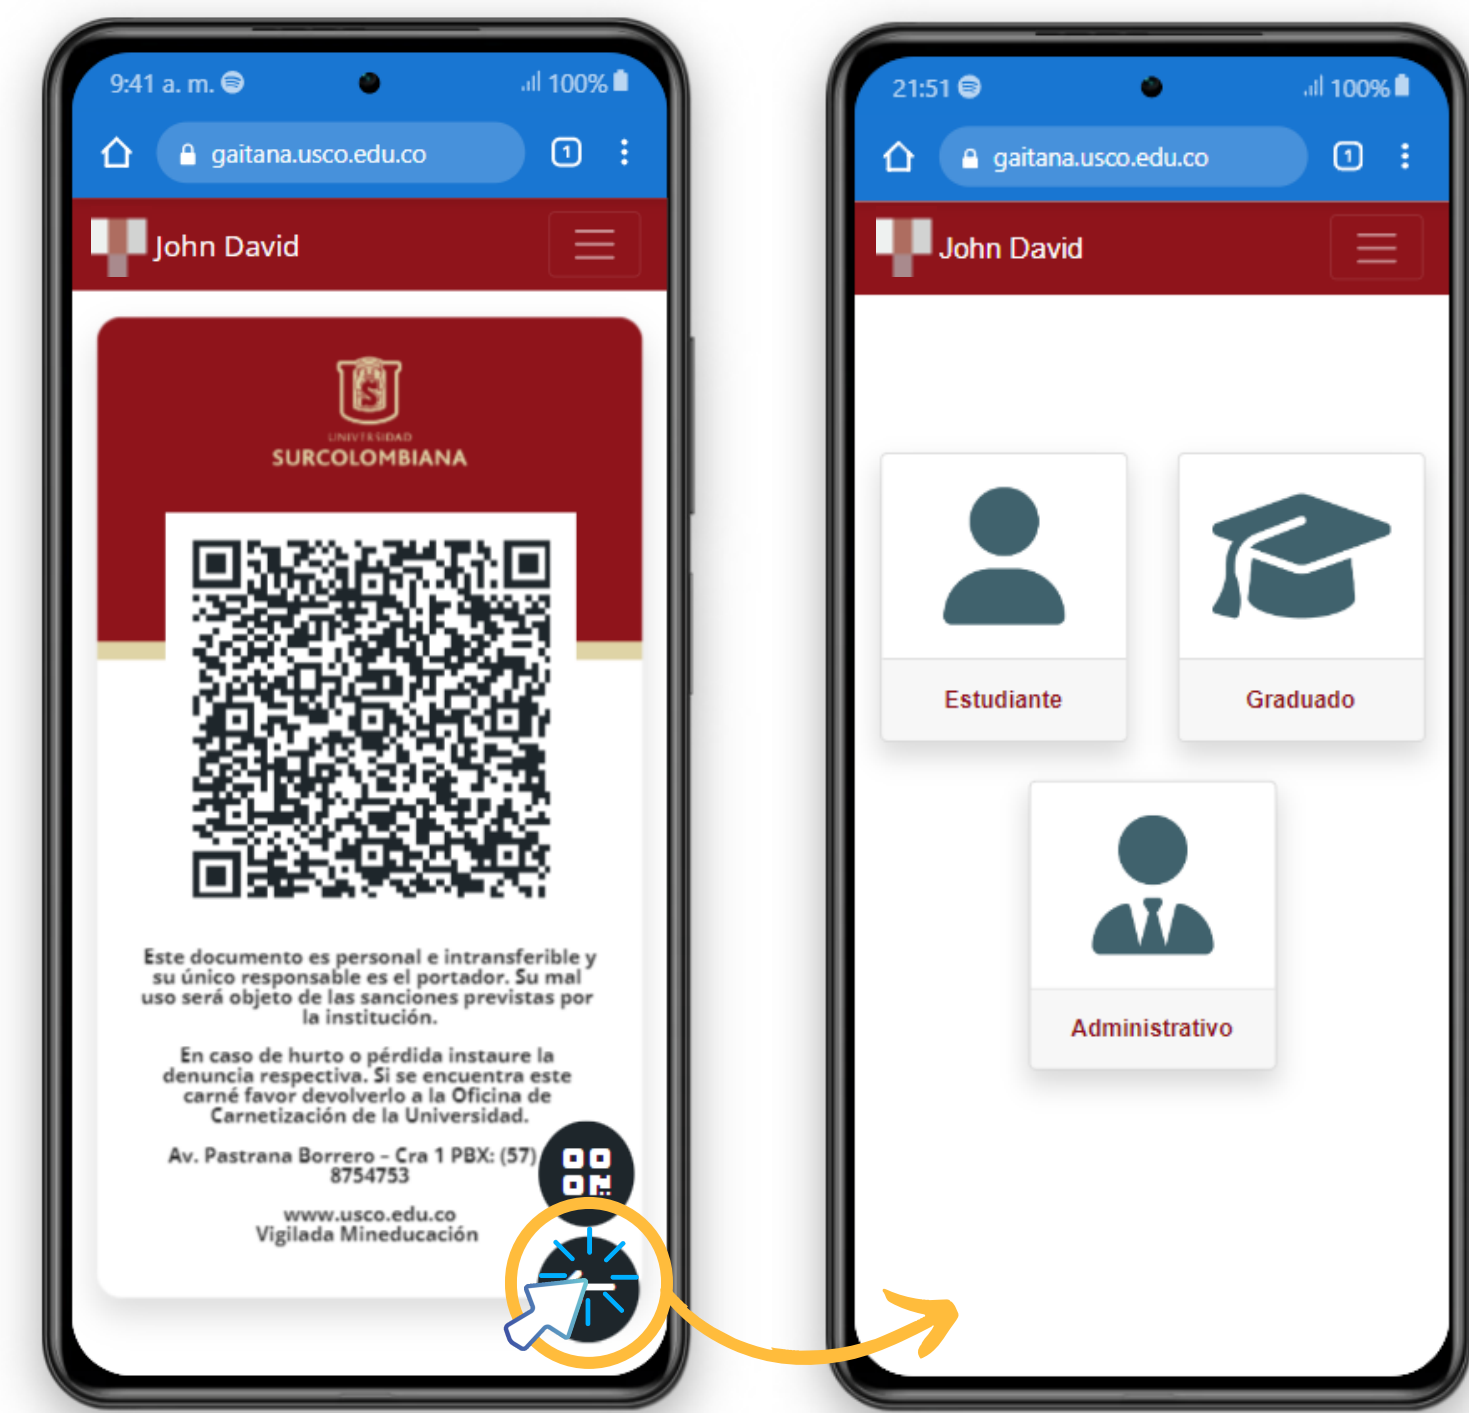 9:41 a. m.
100%
gaitana.usco.edu.co
1
John David
UNIVERSIDAD
SURCOLOMBIANA
Este documento es personal e intransferible y
su único responsable es el portador. Su mal
uso será objeto de las sanciones previstas por
la institución.
En caso de hurto o pérdida instaure la
denuncia respectiva. Si se encuentra este
carné favor devolverlo a la Oficina de
Carnetización de la Universidad.
Av. Pastrana Borrero – Cra 1 PBX: (57)
8754753
www.usco.edu.co
Vigilada Mineducación
21:51
100%
gaitana.usco.edu.co
1
John David
Estudiante
Graduado
Administrativo